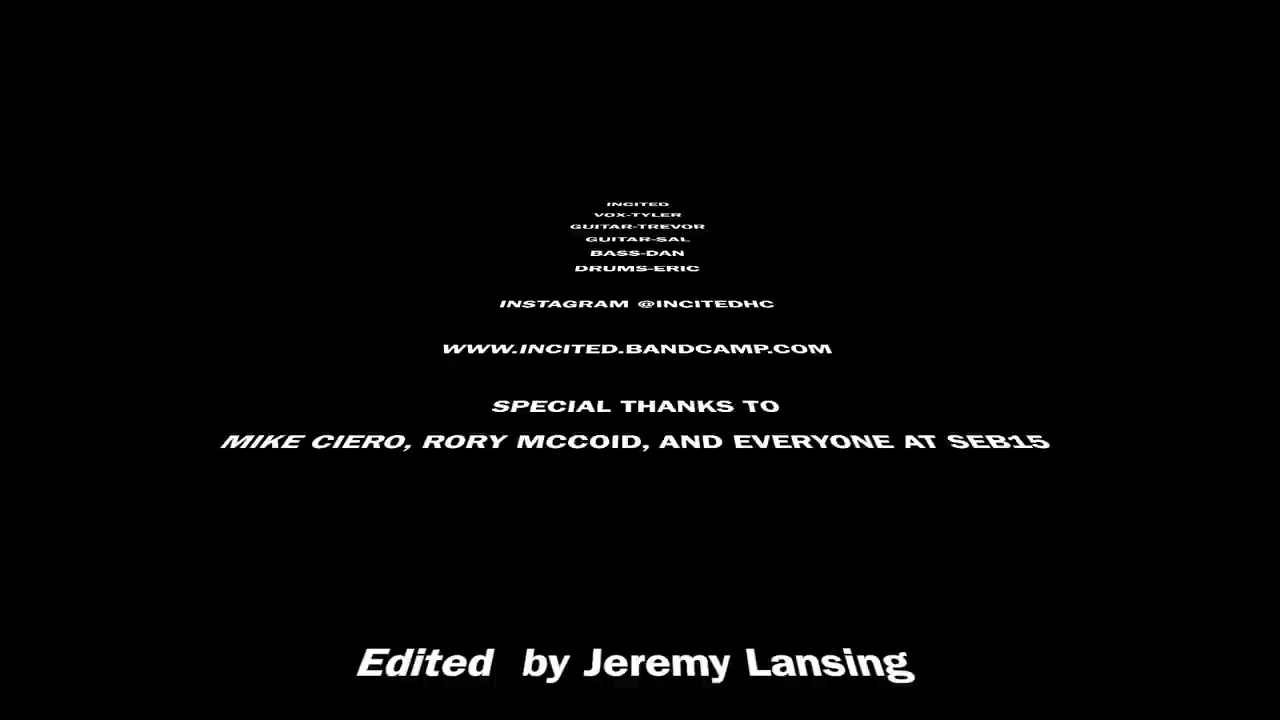 INCITED
VOX-TYLER
GUITAR-TREVOR
GUITAR-SAL
BASS-DAN
DRUMS-ERIC
INSTAGRAM @INCITEDHC
WWW.INCITED.BANDCAMP.COM
SPECIAL THANKS TO
MIKE CIERO, RORY MCCOID, AND EVERYONE AT SEB15
Edited by Jeremy Lansing